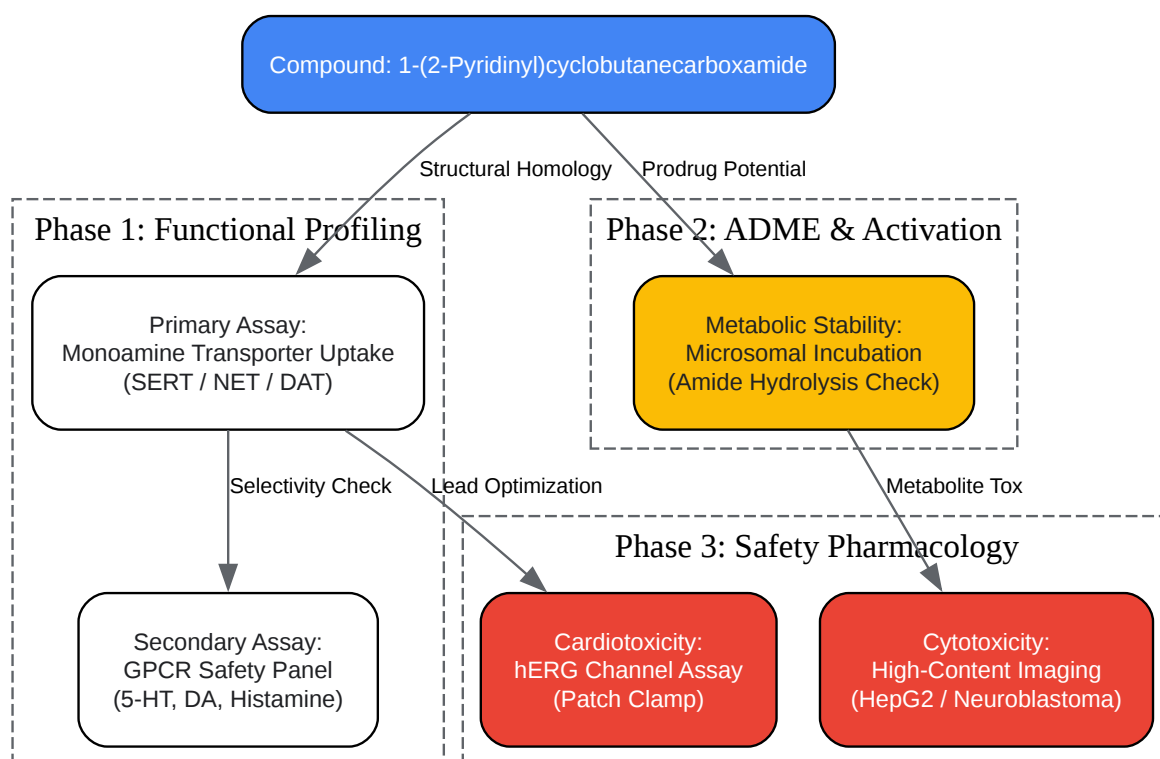 Compound: 1-(2-Pyridinyl)cyclobutanecarboxamide
Structural Homology
Prodrug Potential
Phase 1: Functional Profiling
Phase 2: ADME & Activation
Primary Assay:
Monoamine Transporter Uptake
(SERT / NET / DAT)
Metabolic Stability:
Microsomal Incubation
(Amide Hydrolysis Check)
Selectivity Check
Lead Optimization
Metabolite Tox
Phase 3: Safety Pharmacology
Secondary Assay:
GPCR Safety Panel
(5-HT, DA, Histamine)
Cardiotoxicity:
hERG Channel Assay
(Patch Clamp)
Cytotoxicity:
High-Content Imaging
(HepG2 / Neuroblastoma)